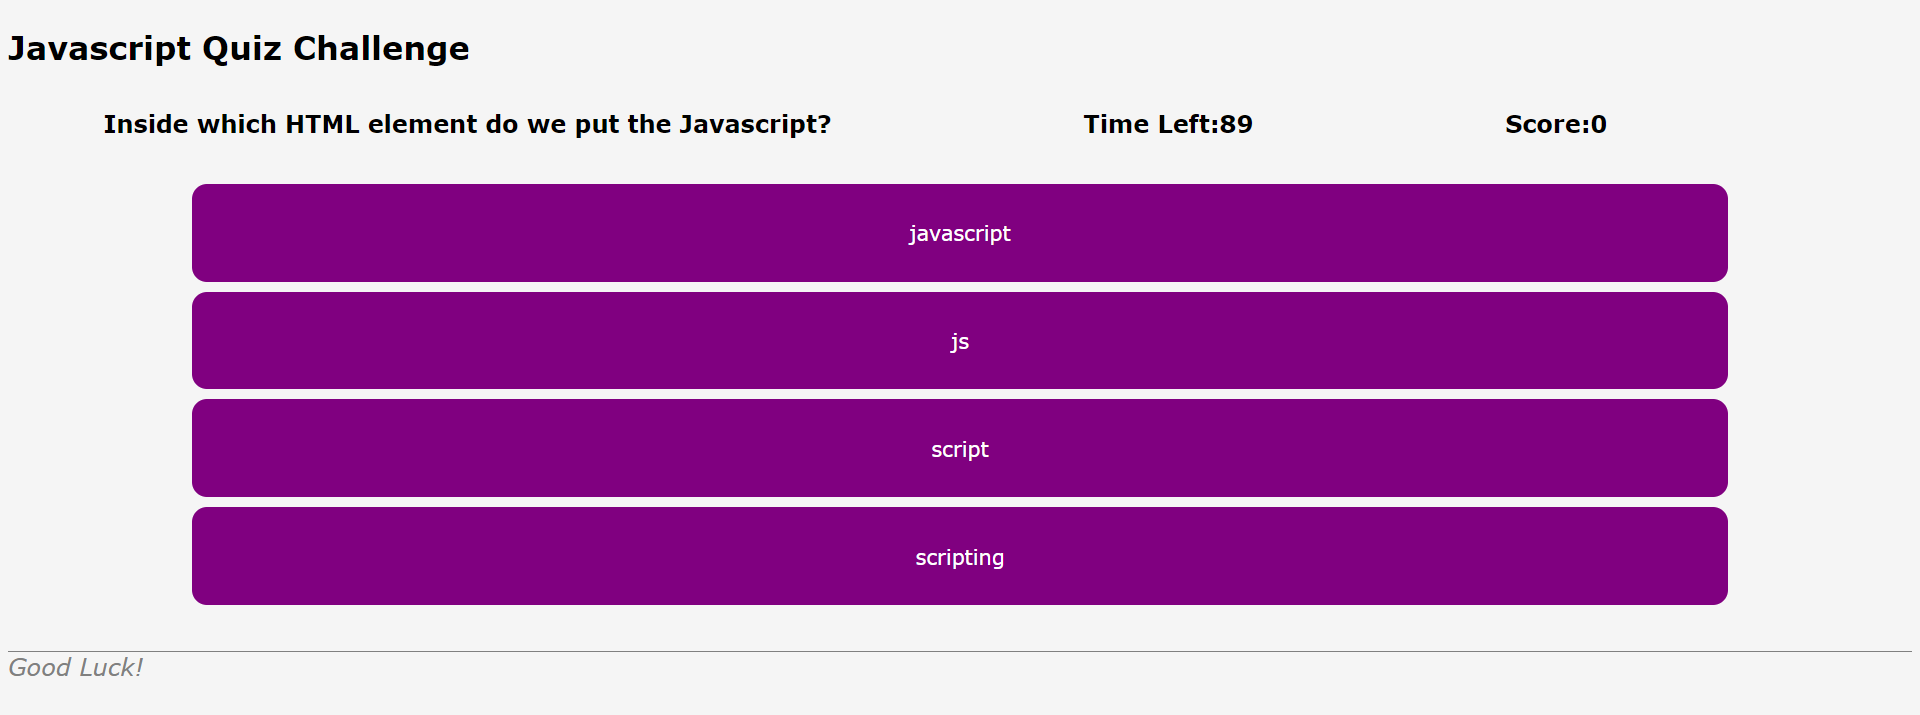 Javascript Quiz Challenge
Inside which HTML element do we put the Javascript?
Time Left:89
Score:0
javascript
js
script
scripting
Good Luck!